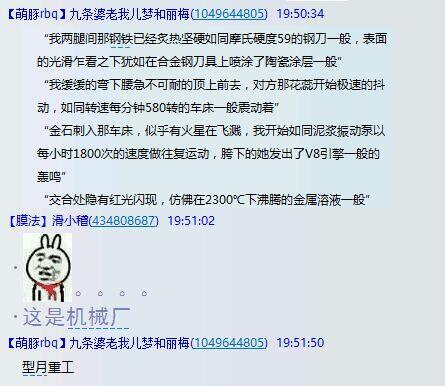 【萌豚rbq】九条婆老我儿梦和丽梅(1049644805) 19:50:34
“我两腿间那钢铁已经炙热坚硬如同摩氏硬度59的钢刀一般，表面
的光滑乍看之下犹如在合金钢刀具上喷涂了陶瓷涂层一般”
“我缓缓的弯下腰急不可耐的顶上前去，对方那花蕊开始极速的抖
动，如同转速每分钟580转的车床一般震动着”
“金石刺入那车床，似乎有火星在飞溅，我开始如同泥浆振动泵以
每小时1800次的速度做往复运动，胯下的她发出了V8引擎一般的
轰鸣”
“交合处隐有红光闪现，仿佛在2300℃下沸腾的金属溶液一般”
【膜法】滑小稽(434808687) 19:51:02
。。。。
这是机械厂
【萌豚rbq】九条婆老我儿梦和丽梅(1049644805) 19:51:50
型月重工